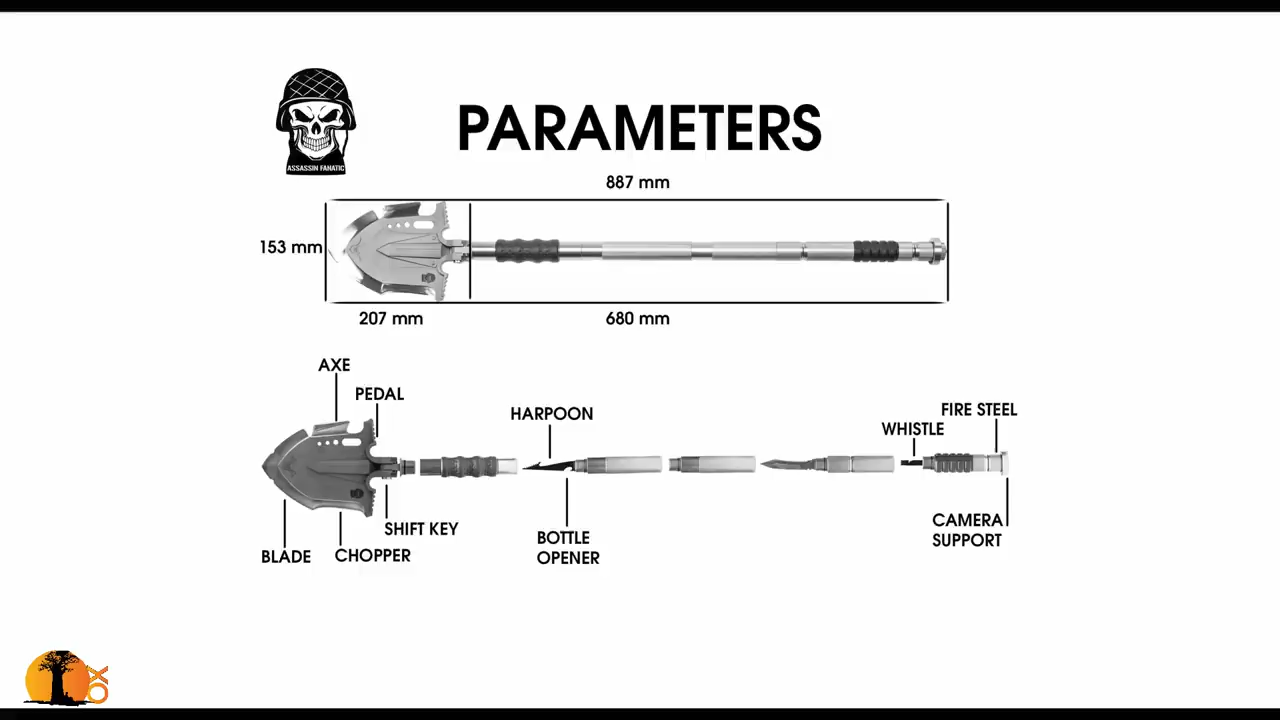 ASSASSIN FANATIC
PARAMETERS
887 mm
153 mm
207 mm
680 mm
AXE
PEDAL
HARPOON
FIRE STEEL
WHISTLE
SHIFT KEY
BLADE
CHOPPER
BOTTLE
OPENER
CAMERA
SUPPORT
OX